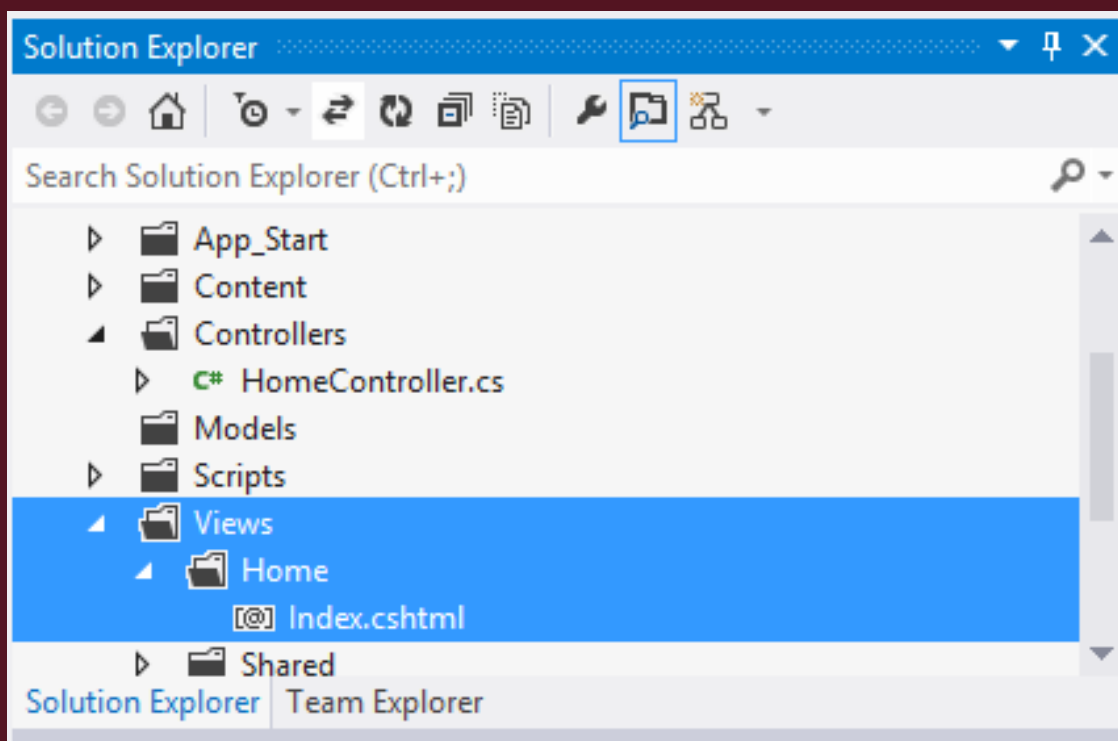 Solution Explorer
Search Solution Explorer (Ctrl+;)
App_Start
Content
Controllers
C# HomeController.cs
Models
Scripts
Views
Home
[@] Index.cshtml
Shared
Solution Explorer Team Explorer